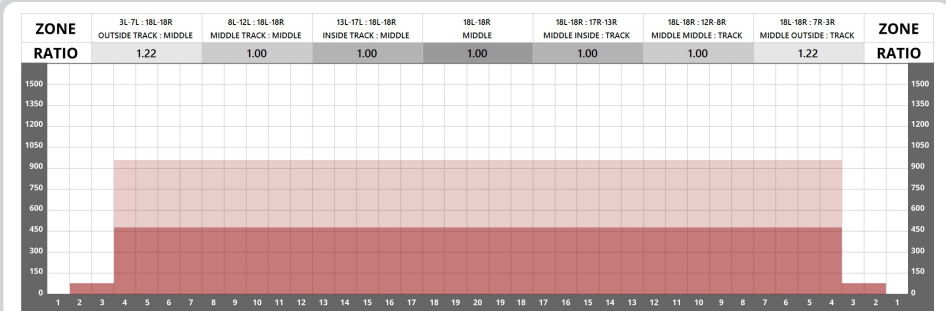 ZONE 3L-7L : 18L-18R 8L-12L : 18L-18R 13L-17L : 18L-18R 18L-18R 18L-18R : 17R-13R 18L-18R : 12R-8R 18L-18R : 7R-3R ZONE
OUTSIDE TRACK : MIDDLE MIDDLE TRACK : MIDDLE INSIDE TRACK : MIDDLE MIDDLE MIDDLE INSIDE : TRACK MIDDLE MIDDLE : TRACK MIDDLE OUTSIDE : TRACK
RATIO 1.22 1.00 1.00 1.00 1.00 1.00 1.22 RATIO
1500 1500
1350 1350
1200 1200
1050 1050
900 900
750 750
600 600
450 450
300 300
150 150
0 0
1 2 3 4 5 6 7 8 9 10 11 12 13 14 15 16 17 18 19 20 19 18 17 16 15 14 13 12 11 10 9 8 7 6 5 4 3 2 1